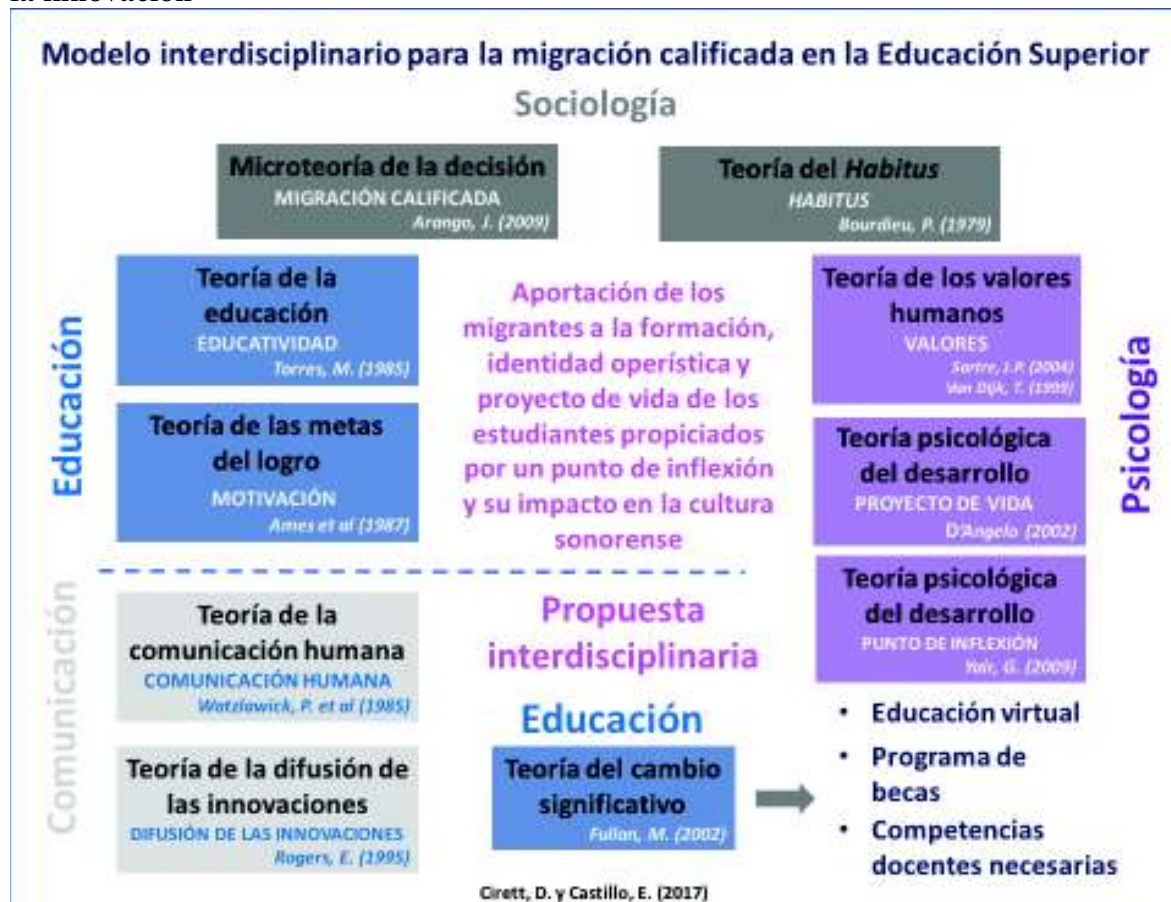 la innovación
Modelo interdisciplinario para la migración calificada en la Educación Superior
Sociología
Microteoría de la decisión
MIGRACIÓN CALIFICADA
Arango, J. (2009)
Teoría del Habitus
HABITUS
Bourdieu, P. (1979)
Educación
Teoría de la
educación
EDUCATIVIDAD
Torres, M. (1985)
Teoría de las metas
del logro
MOTIVACIÓN
Ames et al (1987)
Aportación de los
migrantes a la formación,
identidad operística y
proyecto de vida de los
estudiantes propiciados
por un punto de inflexión
y su impacto en la cultura
sonorense
Psicología
Teoría de los valores
humanos
VALORES
Sartre, J.P. (2004)
Van Dijk, T. (1999)
Teoría psicológica
del desarrollo
PROYECTO DE VIDA
D'Angelo (2002)
Teoría psicológica
del desarrollo
PUNTO DE INFLEXIÓN
Yair, G. (2009)
Comunicación
Teoría de la
comunicación humana
COMUNICACIÓN HUMANA
Watzlawick, P. et al (1985)
Teoría de la difusión de
las innovaciones
DIFUSIÓN DE LAS INNOVACIONES
Rogers, E. (1995)
Propuesta
interdisciplinaria
Educación
Teoría del cambio
significativo
Fullan, M. (2002)
• Educación virtual
• Programa de
becas
• Competencias
docentes necesarias
Cirett, D. y Castillo, E. (2017)